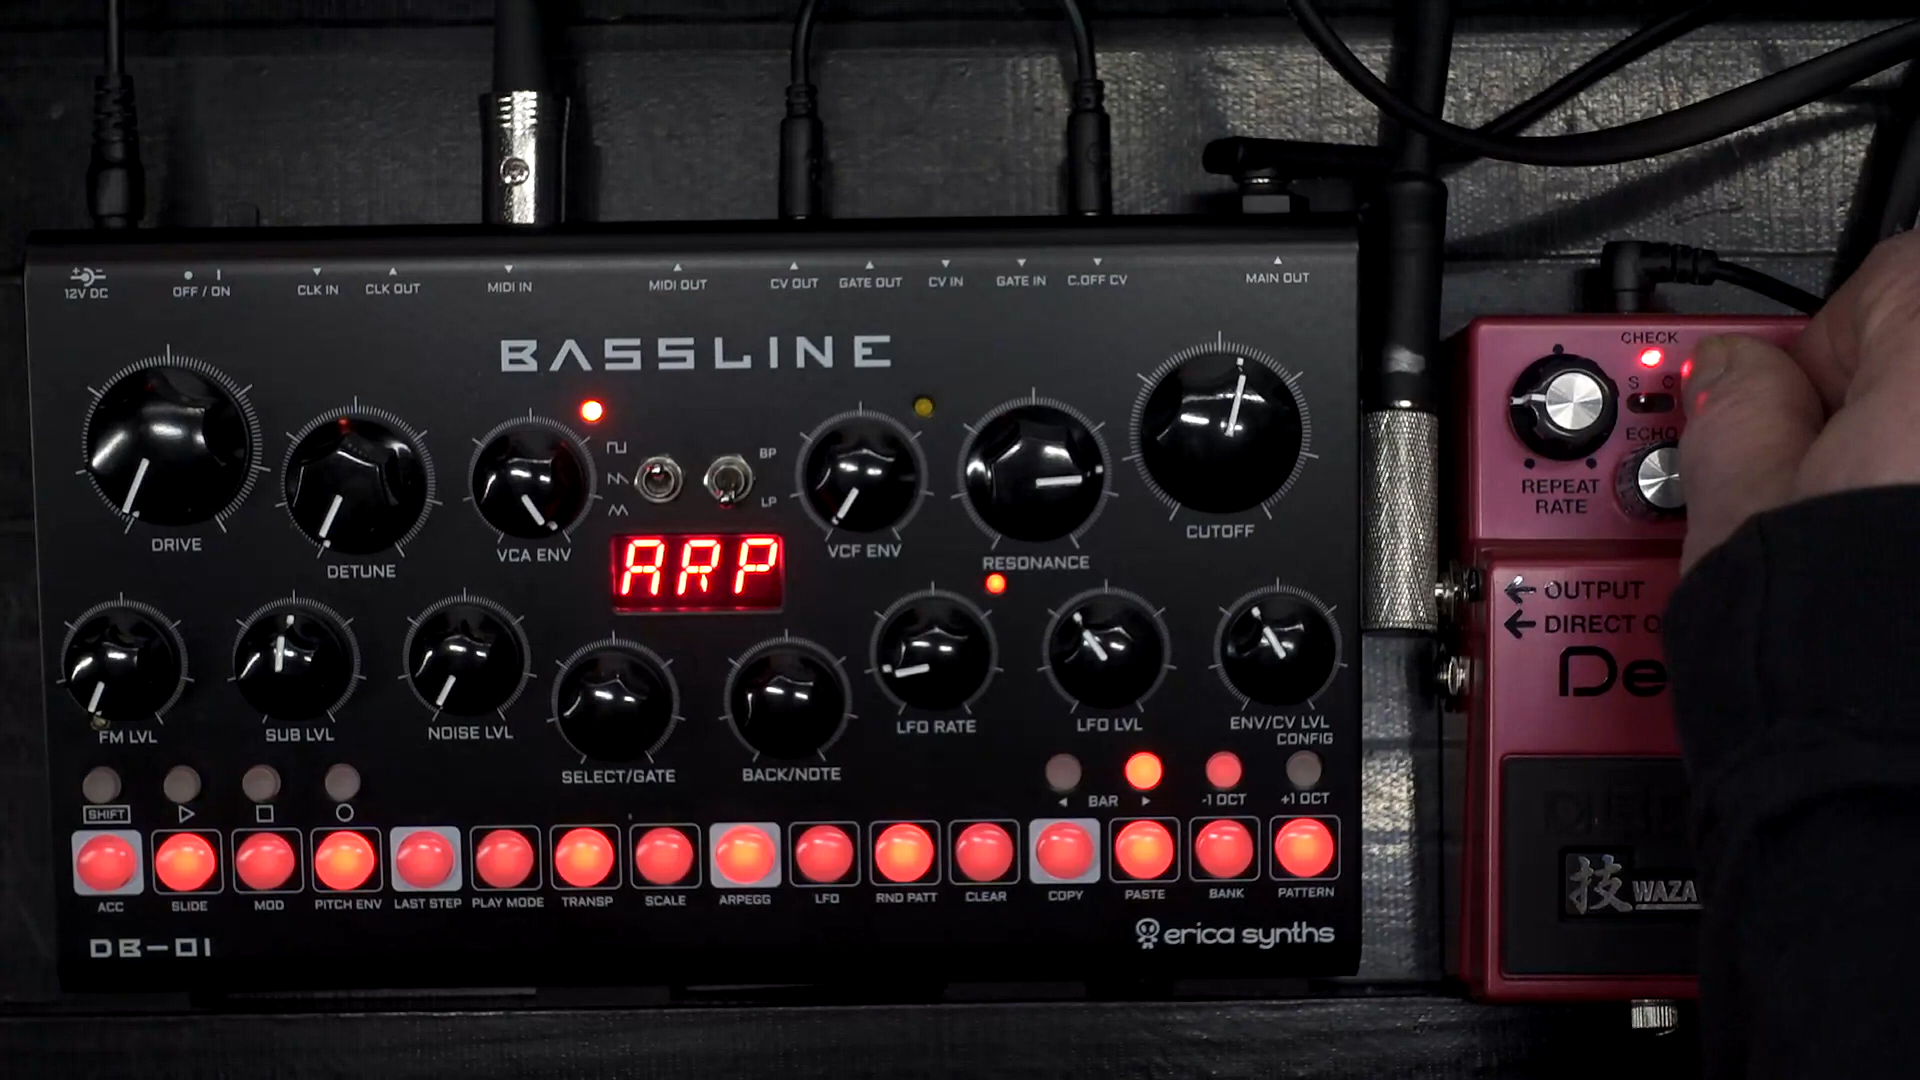 12V DC
OFF / ON
CLK IN
CLK OUT
MIDI IN
MIDI OUT
CV OUT
GATE OUT
CV IN
GATE IN
C.OFF CV
MAIN OUT
BASSLINE
DRIVE
DETUNE
VCA ENV
BP
LP
ARP
VCF ENV
RESONANCE
CUTOFF
FM LVL
SUB LVL
NOISE LVL
SELECT/GATE
BACK/NOTE
LFO RATE
LFO LVL
ENV/CV LVL
CONFIG
SHIFT
BAR
-1 OCT
+1 OCT
ACC
SLIDE
MOD
PITCH ENV
LAST STEP
PLAY MODE
TRANSP
SCALE
ARPEGG
LFO
RND PATT
CLEAR
COPY
PASTE
BANK
PATTERN
DB-01
erica synths
CHECK
S C
ECHO
REPEAT
RATE
OUTPUT
DIRECT O
De
技 WAZA